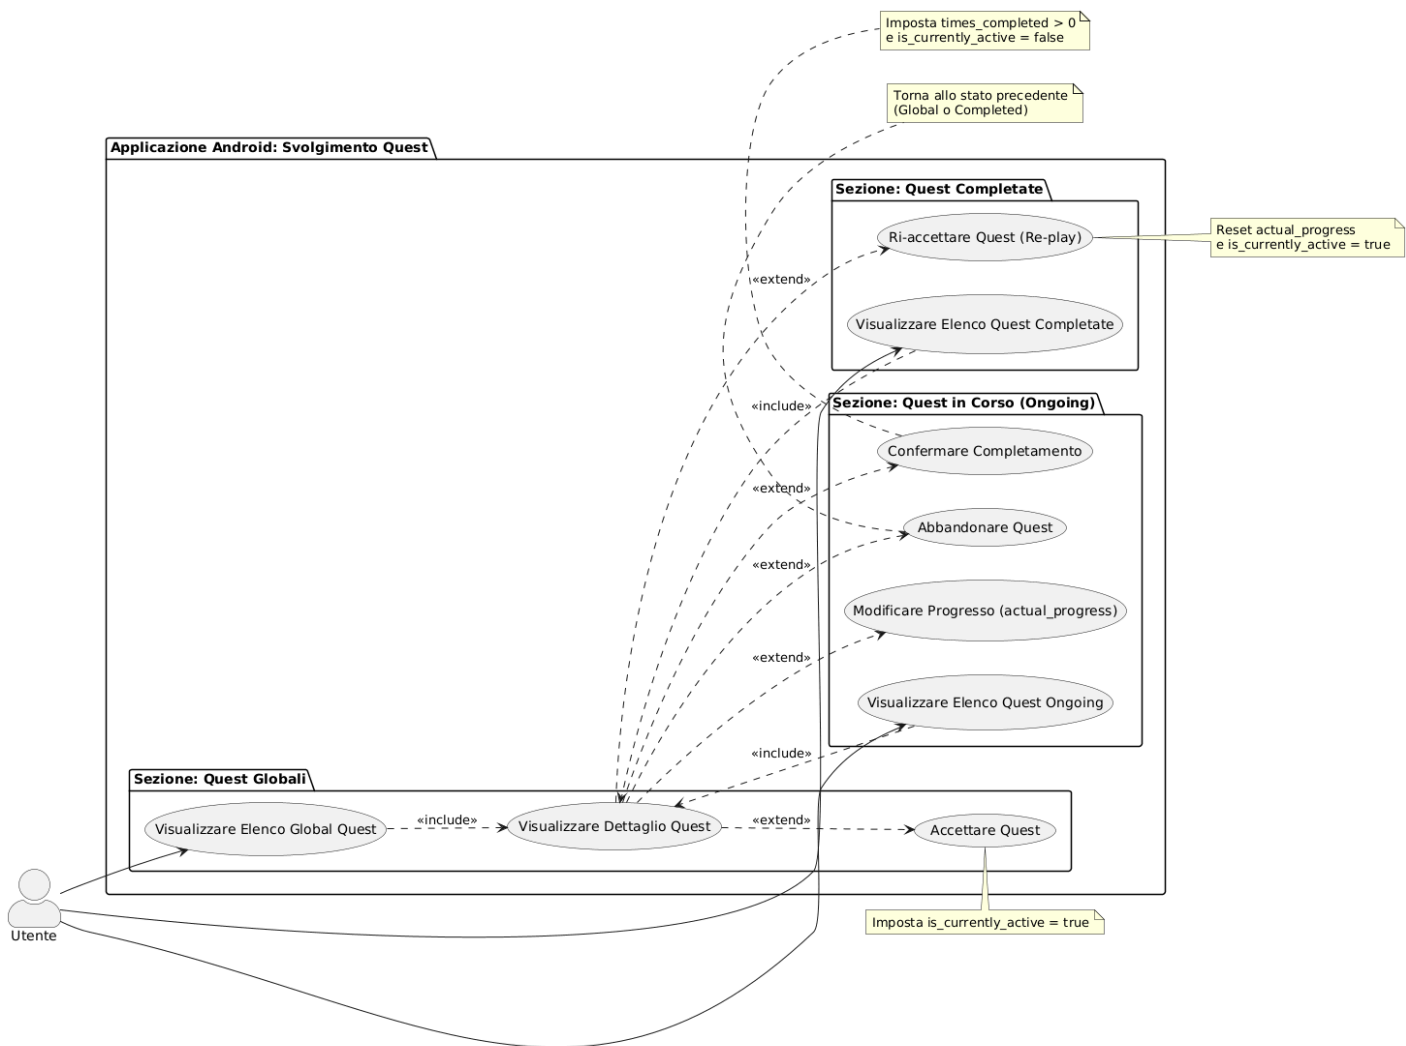 Imposta times_completed > 0
e is_currently_active = false
Torna allo stato precedente
(Global o Completed)
Applicazione Android: Svolgimento Quest
Sezione: Quest Completate
Ri-accettare Quest (Re-play)
Reset actual_progress
e is_currently_active = true
«extend»
Visualizzare Elenco Quest Completate
«include»
Sezione: Quest in Corso (Ongoing)
Confermare Completamento
«extend»
Abbandonare Quest
«extend»
Modificare Progresso (actual_progress)
«extend»
Visualizzare Elenco Quest Ongoing
«include»
Sezione: Quest Globali
Visualizzare Elenco Global Quest
«include»
Visualizzare Dettaglio Quest
«extend»
Accettare Quest
Utente
Imposta is_currently_active = true